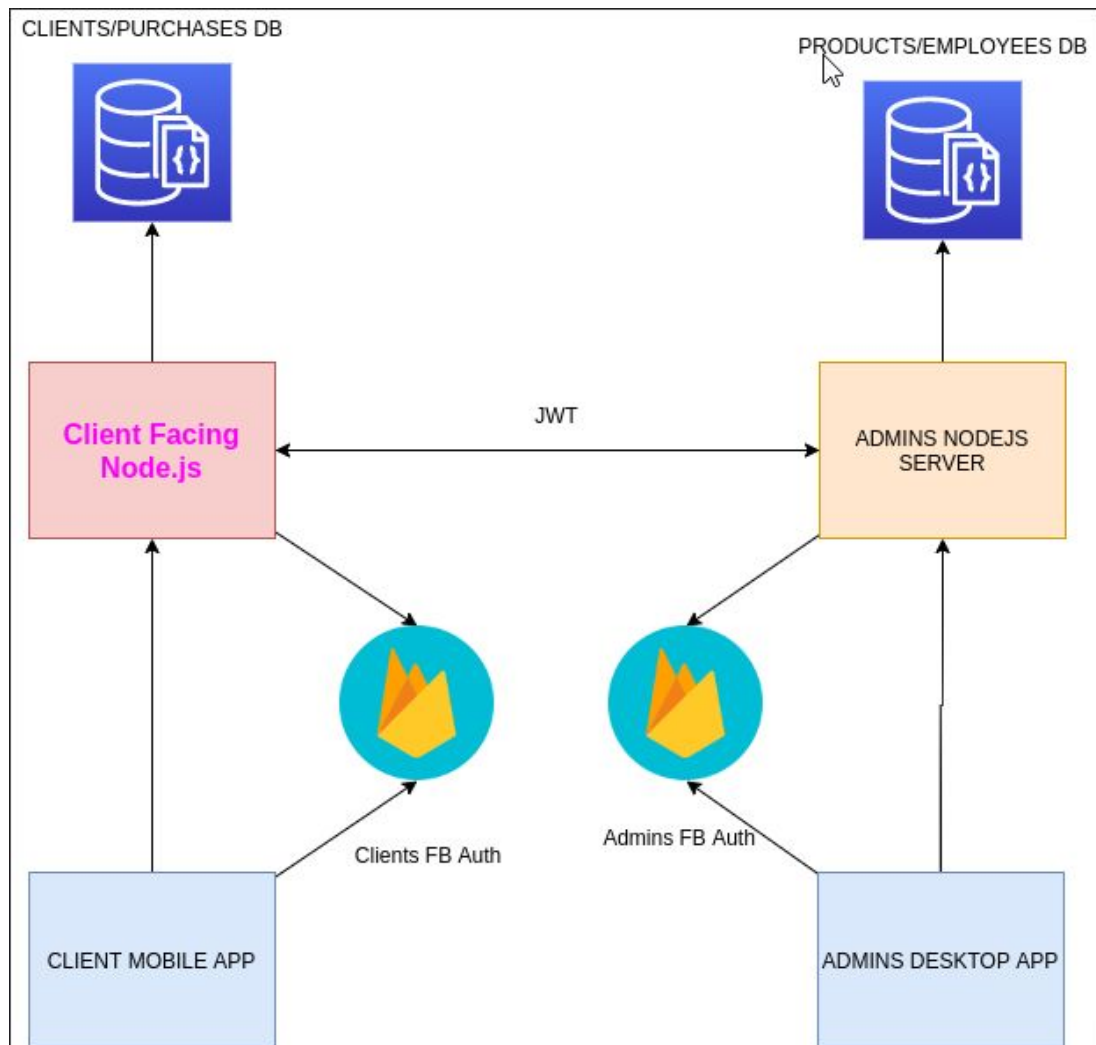 CLIENTS/PURCHASES DB
PRODUCTS/EMPLOYEES DB
{}
{}
Client Facing
Node.js
JWT
ADMINS NODEJS
SERVER
Clients FB Auth
Admins FB Auth
CLIENT MOBILE APP
ADMINS DESKTOP APP